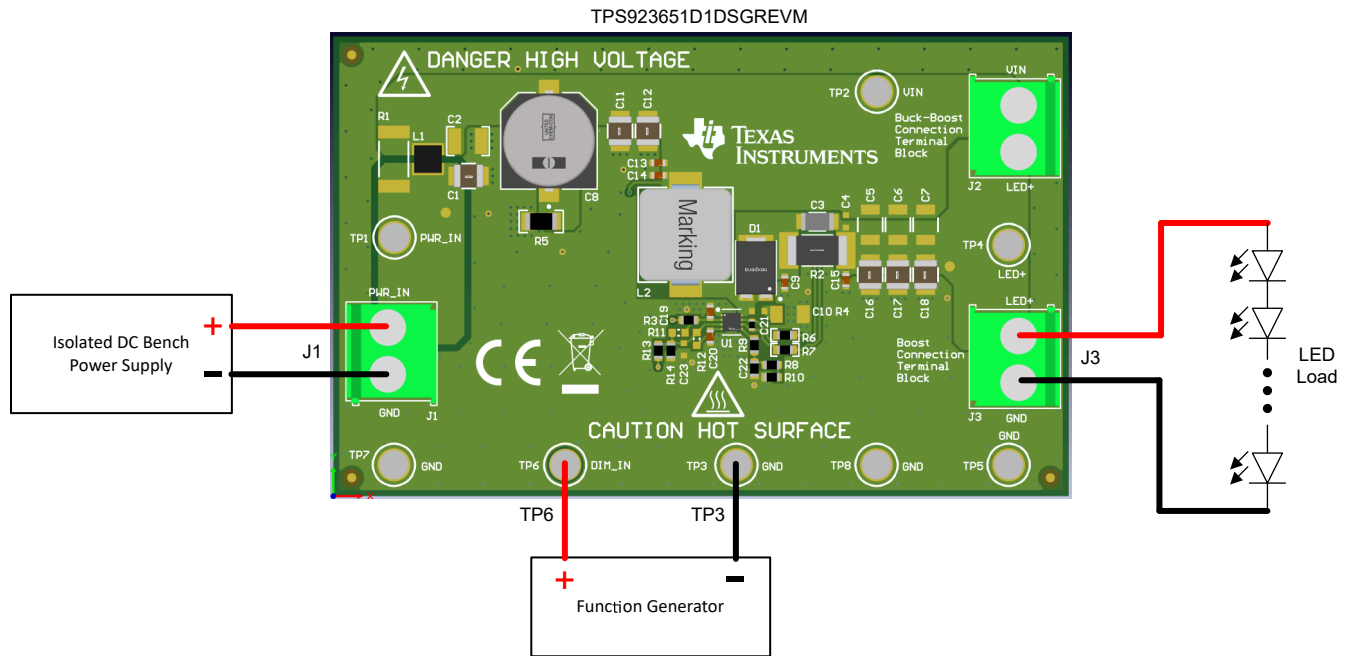 TPS923651D1DSGREVM
DANGER HIGH VOLTAGE
R1
L1
C2
C1
C11
C12
C8
R5
C13
C14
TEXAS
INSTRUMENTS
TP2
VIN
VIN
Buck-Boost
Connection
Terminal
Block
J2
LED+
TP1
PWR_IN
Marking
L2
D1
nexperia
C3
C4
C5
C6
C7
R2
C15
C9
C16
C17
C18
TP4
LED+
PWR_IN
J1
GND
J1
Isolated DC Bench
Power Supply
+
-
R3
C19
R11
R13
R14
C23
R12
C20
U1
R9
C21
C22
C10
R4
R6
R7
R8
R10
LED+
Boost
Connection
Terminal
Block
J3
GND
J3
LED
Load
CE
CAUTION HOT SURFACE
TP7
GND
TP6
DIM_IN
TP3
GND
TP8
GND
GND
TP5
Y
X
TP6
TP3
+
-
Function Generator